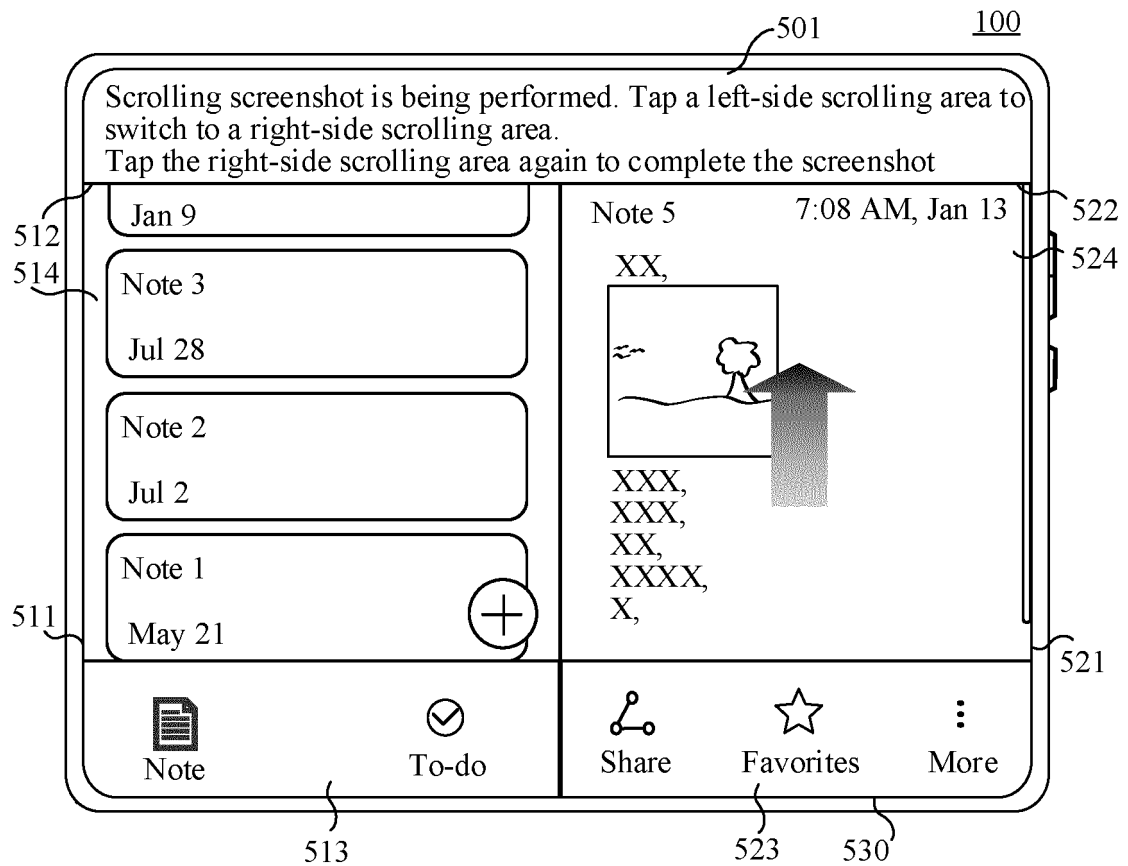 100
501
Scrolling screenshot is being performed. Tap a left-side scrolling area to
switch to a right-side scrolling area.
Tap the right-side scrolling area again to complete the screenshot
512
514
511
Jan 9
Note 3
Jul 28
Note 2
Jul 2
Note 1
May 21
Note
To-do
513
Note 5
7:08 AM, Jan 13
XX,
XXX,
XXX,
XX,
XXXX,
X,
Share
Favorites
More
522
524
521
523
530